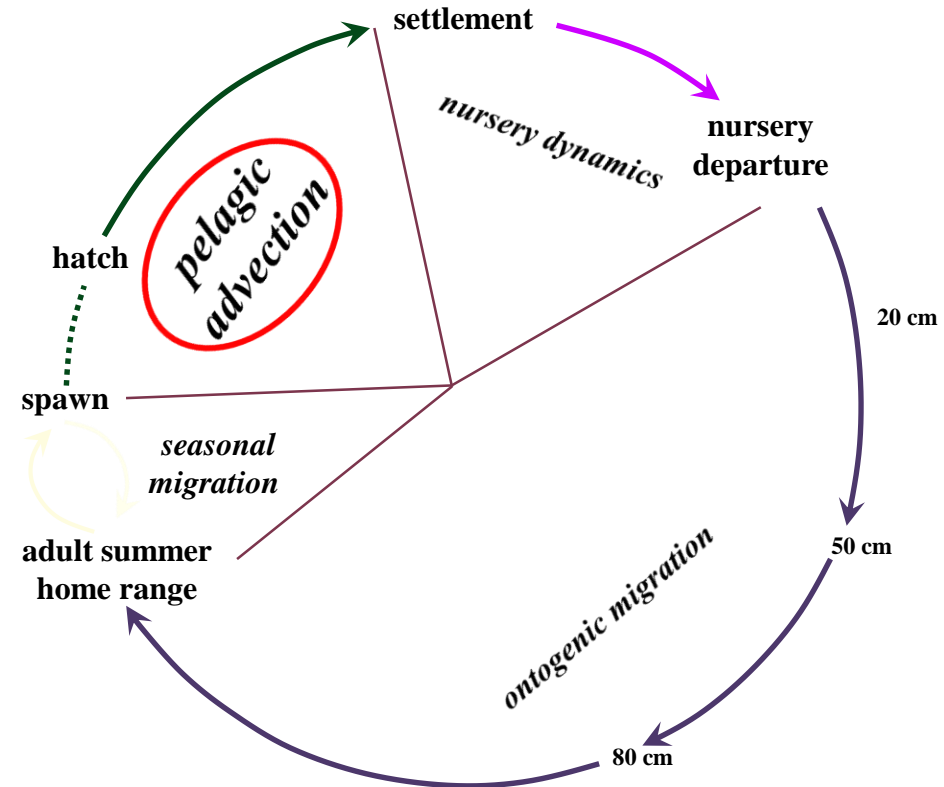 settlement
nursery dynamics
nursery
departure
pelagic
advection
hatch
20 cm
spawn
seasonal
migration
adult summer
home range
50 cm
ontogenic migration
80 cm